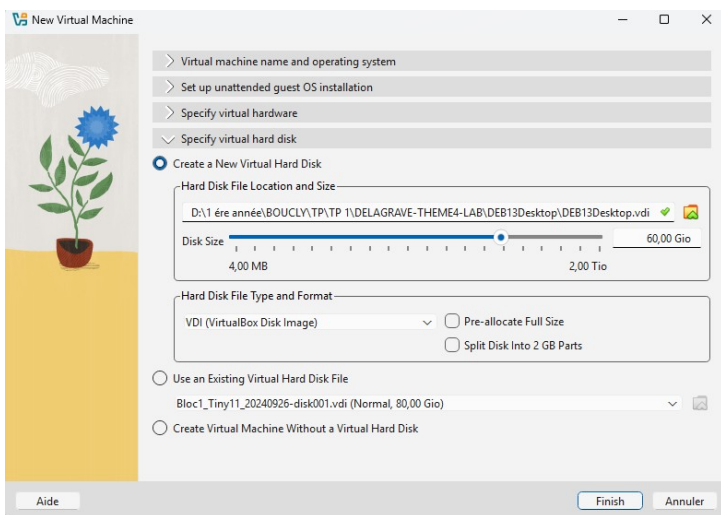 New Virtual Machine
Virtual machine name and operating system
Set up unattended guest OS installation
Specify virtual hardware
Specify virtual hard disk
Create a New Virtual Hard Disk
Hard Disk File Location and Size
D:\1 ére année\BOUCLY\TP\TP 1\DELAGRAVE-THEME4-LAB\DEB13Desktop\DEB13Desktop.vdi
Disk Size 60,00 Gio
4,00 MB 2,00 Tio
Hard Disk File Type and Format
VDI (VirtualBox Disk Image) Pre-allocate Full Size
Split Disk Into 2 GB Parts
Use an Existing Virtual Hard Disk File
Bloc1_Tiny11_20240926-disk001.vdi (Normal, 80,00 Gio)
Create Virtual Machine Without a Virtual Hard Disk
Aide Finish Annuler